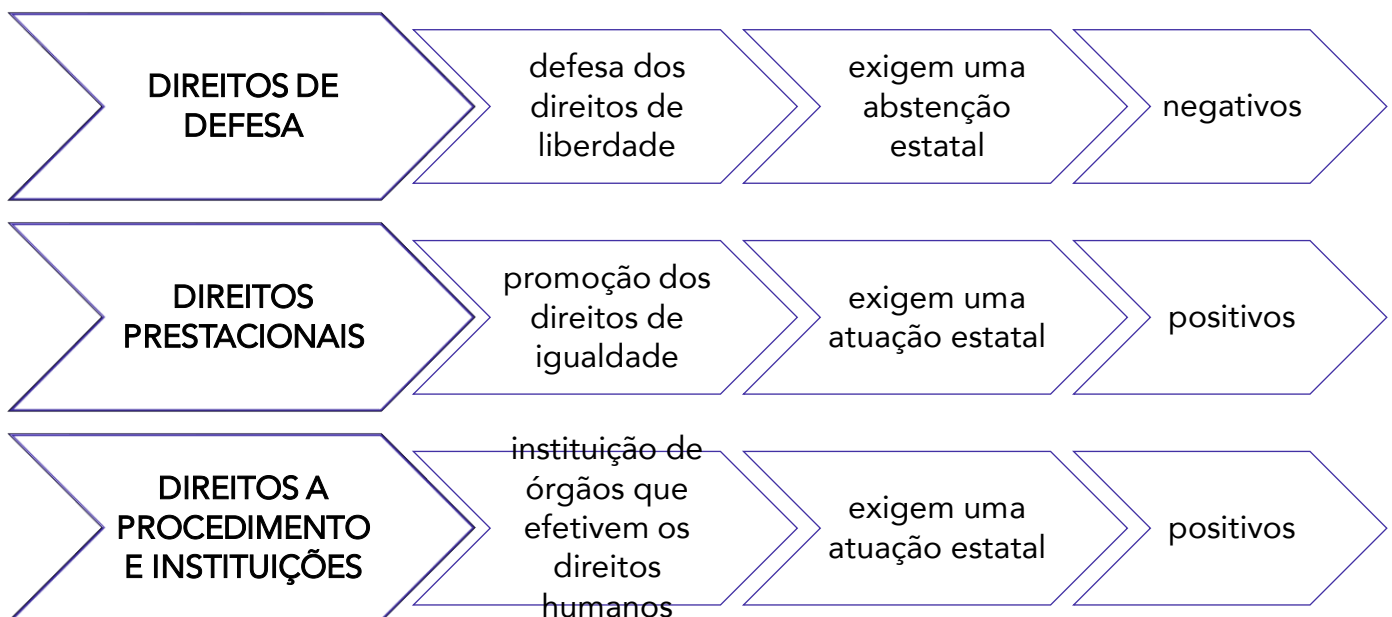 DIREITOS DE
DEFESA
defesa dos
direitos de
liberdade
exigem uma
abstenção
estatal
negativos
DIREITOS
PRESTACIONAIS
promoção dos
direitos de
igualdade
exigem uma
atuação estatal
positivos
DIREITOS A
PROCEDIMENTO
E INSTITUIÇÕES
instituição de
órgãos que
efetivem os
direitos
humanos
exigem uma
atuação estatal
positivos